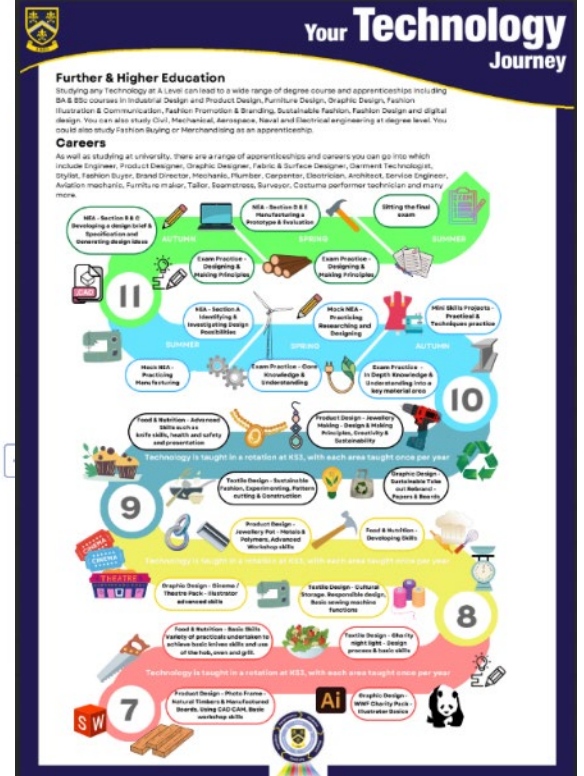 Your Technology
Journey
Further & Higher Education
Studying any Technology at A Level can lead to a wide range of degree course and apprenticeships including
BA & BSc courses in Industrial Design and Product Design, Furniture Design, Graphic Design, Fashion
Illustration & Communication, Fashion Promotion & Branding, Sustainable Fashion, Fashion Design and digital
design. You can also study Civil, Mechanical, Aerospace, Naval and Electrical engineering at degree level. You
could also study Fashion Buying or Merchandising as an apprenticeship.
Careers
As well as studying at university, there are a range of apprenticeships and careers you can go into which
include Engineer, Product Designer, Graphic Designer, Fabric & Surface Designer, Garment Technologist,
Stylist, Fashion Buyer, Brand Director, Mechanic, Plumber, Carpenter, Electrician, Architect, Service Engineer,
Aviation mechanic, Furniture maker, Tailor, Seamstress, Surveyor, Costume performer technician and many
more.
NEA - Section B & C
Developing a design brief &
Specification and
Generating design ideas
NEA - Section D & E
Manufacturing a
Prototype & Evaluation
Sitting the final
exam
AUTUMN
SPRING
SUMMER
Exam Practice -
Designing &
Making Principles
Exam Practice -
Designing &
Making Principles
.CAD
11
NEA - Section A
Identifying &
Investigating Design
Possibilities
Mock NEA -
Practicing
Researching and
Designing
Mini Skills Projects -
Practical &
Techniques practice
SUMMER
SPRING
AUTUMN
Mock NEA -
Practicing
Manufacturing
Exam Practice - Core
Knowledge &
Understanding
Exam Practice -
In Depth Knowledge &
Understanding into a
key material area
10
Food & Nutrition - Advanced
Skills such as
knife skills, health and safety
and presentation
Product Design - Jewellery
Making - Design & Making
Principles, Creativity &
Sustainability
Technology is taught in a rotation at KS3, with each area taught once per year
Textile Design - Sustainable
Fashion, Experimenting, Pattern
cutting & Construction
Graphic Design -
Sustainable Take
out Rebrand -
Papers & Boards
9
Product Design -
Jewellery Pot - Metals &
Polymers, Advanced
Workshop skills
Food & Nutrition -
Developing Skills
CINEMA
CINEMA
Technology is taught in a rotation at KS3, with each area taught once per year
THEATRE
Graphic Design - Cinema /
Theatre Pack - Illustrator
advanced skills
Textile Design - Cultural
Storage. Responsible design,
Basic sewing machine
functions
8
Food & Nutrition - Basic Skills
Variety of practicals undertaken to
achieve basic knives skills and use
of the hob, oven and grill.
Textile Design - Charity
night light - Design
process & basic skills
Technology is taught in a rotation at KS3, with each area taught once per year
Product Design - Photo Frame -
Natural Timbers & Manufactured
Boards, Using CAD CAM, Basic
workshop skills
Ai
Graphic Design -
WWF Charity Pack -
Illustrator Basics
SW
7